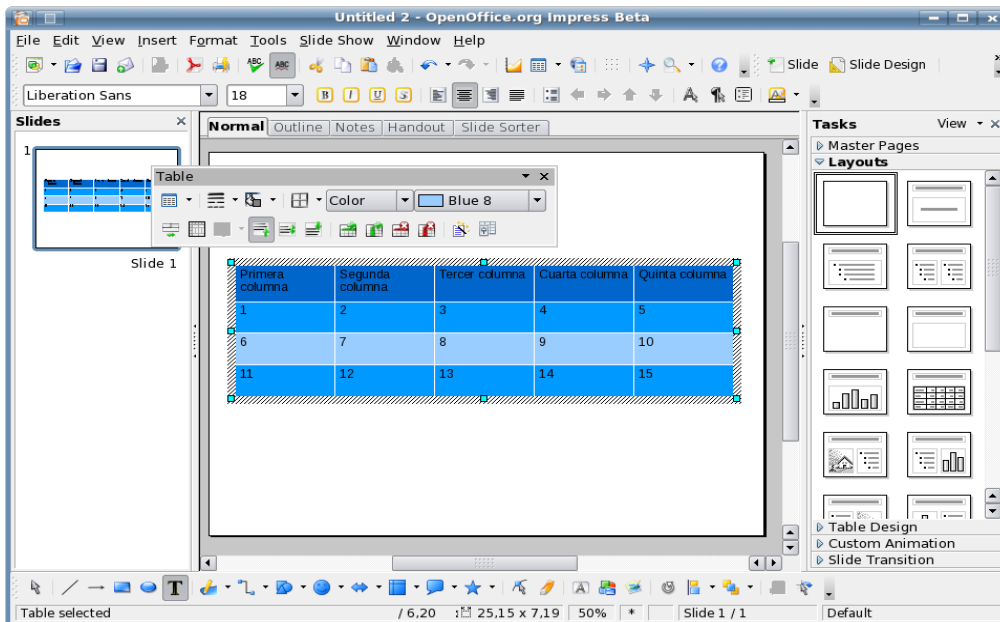 Untitled 2 - OpenOffice.org Impress Beta
File Edit View Insert Format Tools Slide Show Window Help
ABC ABC Slide Slide Design
Liberation Sans 18 B I U S A
Slides
Normal Outline Notes Handout Slide Sorter
Tasks View
1
Master Pages
Layouts
Table
Color Blue 8
Slide 1
Primera columna Segunda columna Tercer columna Cuarta columna Quinta columna
1 2 3 4 5
6 7 8 9 10
11 12 13 14 15
Table Design
Custom Animation
Slide Transition
T A
Table selected / 6,20 25,15 x 7,19 50% * Slide 1 / 1 Default